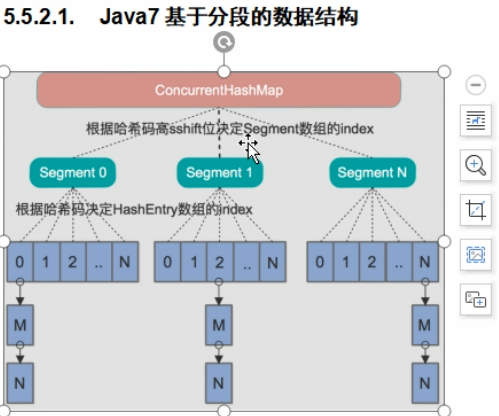 5.5.2.1. Java7 基于分段的数据结构
ConcurrentHashMap
根据哈希码高sshift位决定Segment数组的index
Segment 0 Segment 1 Segment N
根据哈希码决定HashEntry数组的index
0 1 2 .. N 0 1 2 .. N 0 1 2 .. N
M M M
N N N